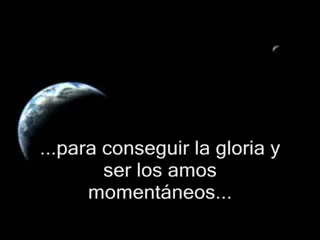 ...para conseguir la gloria y
ser los amos
momentáneos...